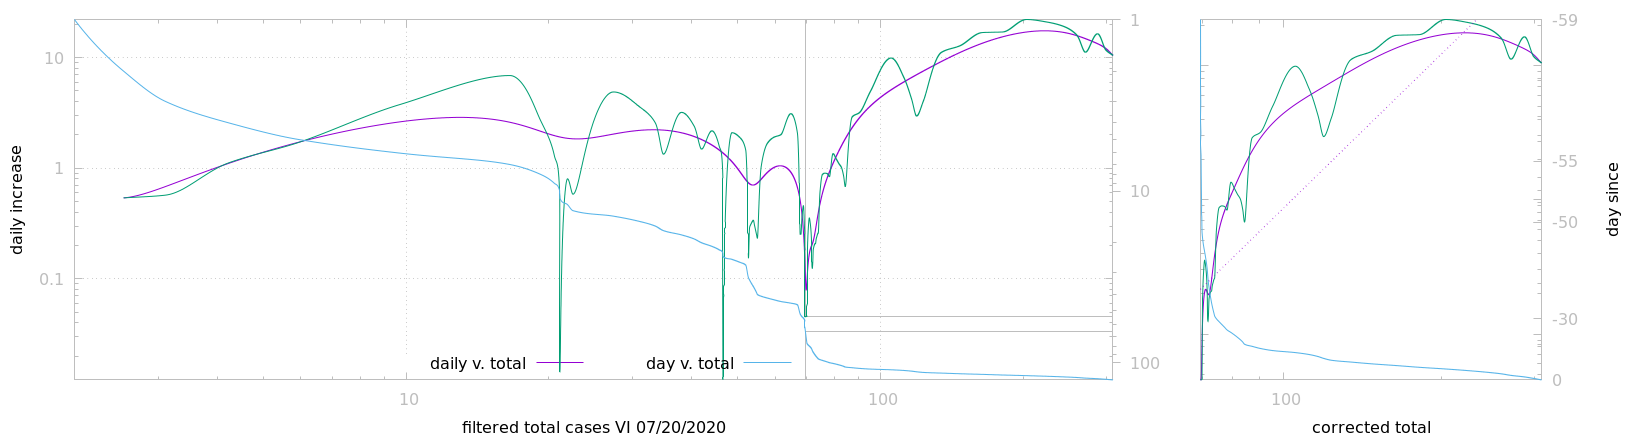 daily increase
10
1
0.1
10
100
filtered total cases VI 07/20/2020
daily v. total
day v. total
1
10
100
100
corrected total
-59
-55
-50
-30
0
day since